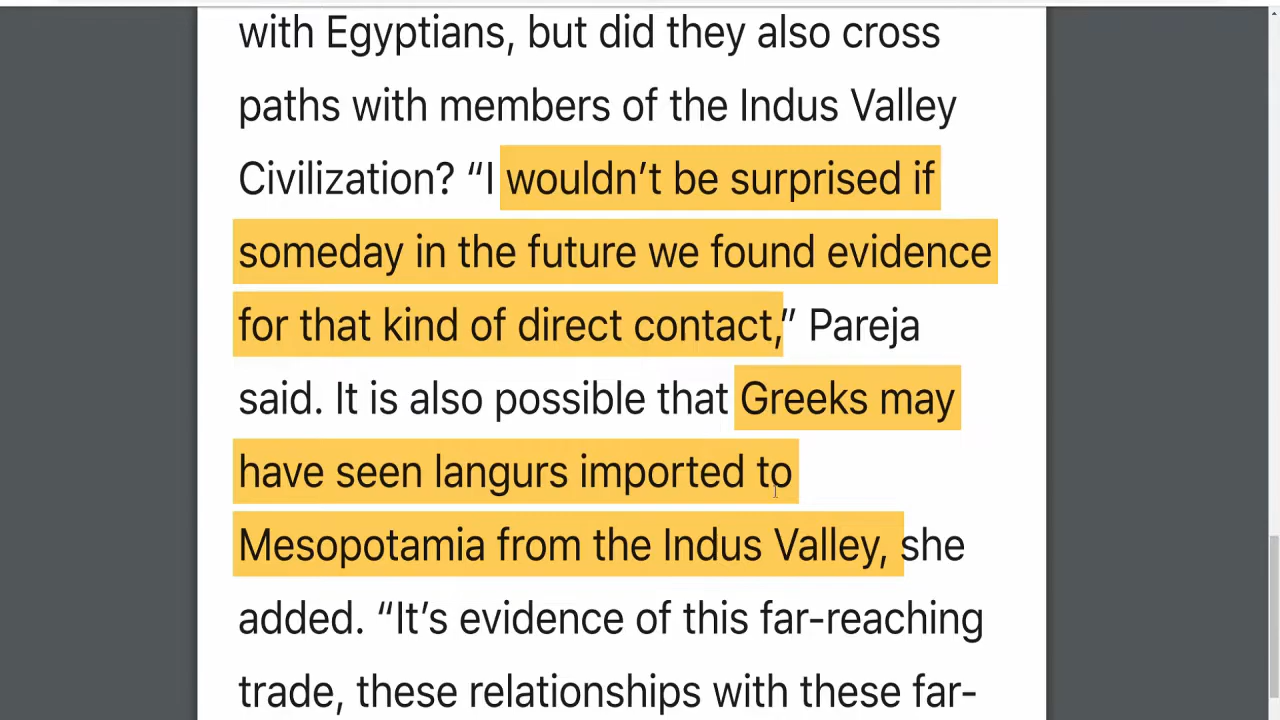 with Egyptians, but did they also cross
paths with members of the Indus Valley
Civilization? “I wouldn’t be surprised if
someday in the future we found evidence
for that kind of direct contact,” Pareja
said. It is also possible that Greeks may
have seen langurs imported to
Mesopotamia from the Indus Valley, she
added. “It’s evidence of this far-reaching
trade, these relationships with these far-